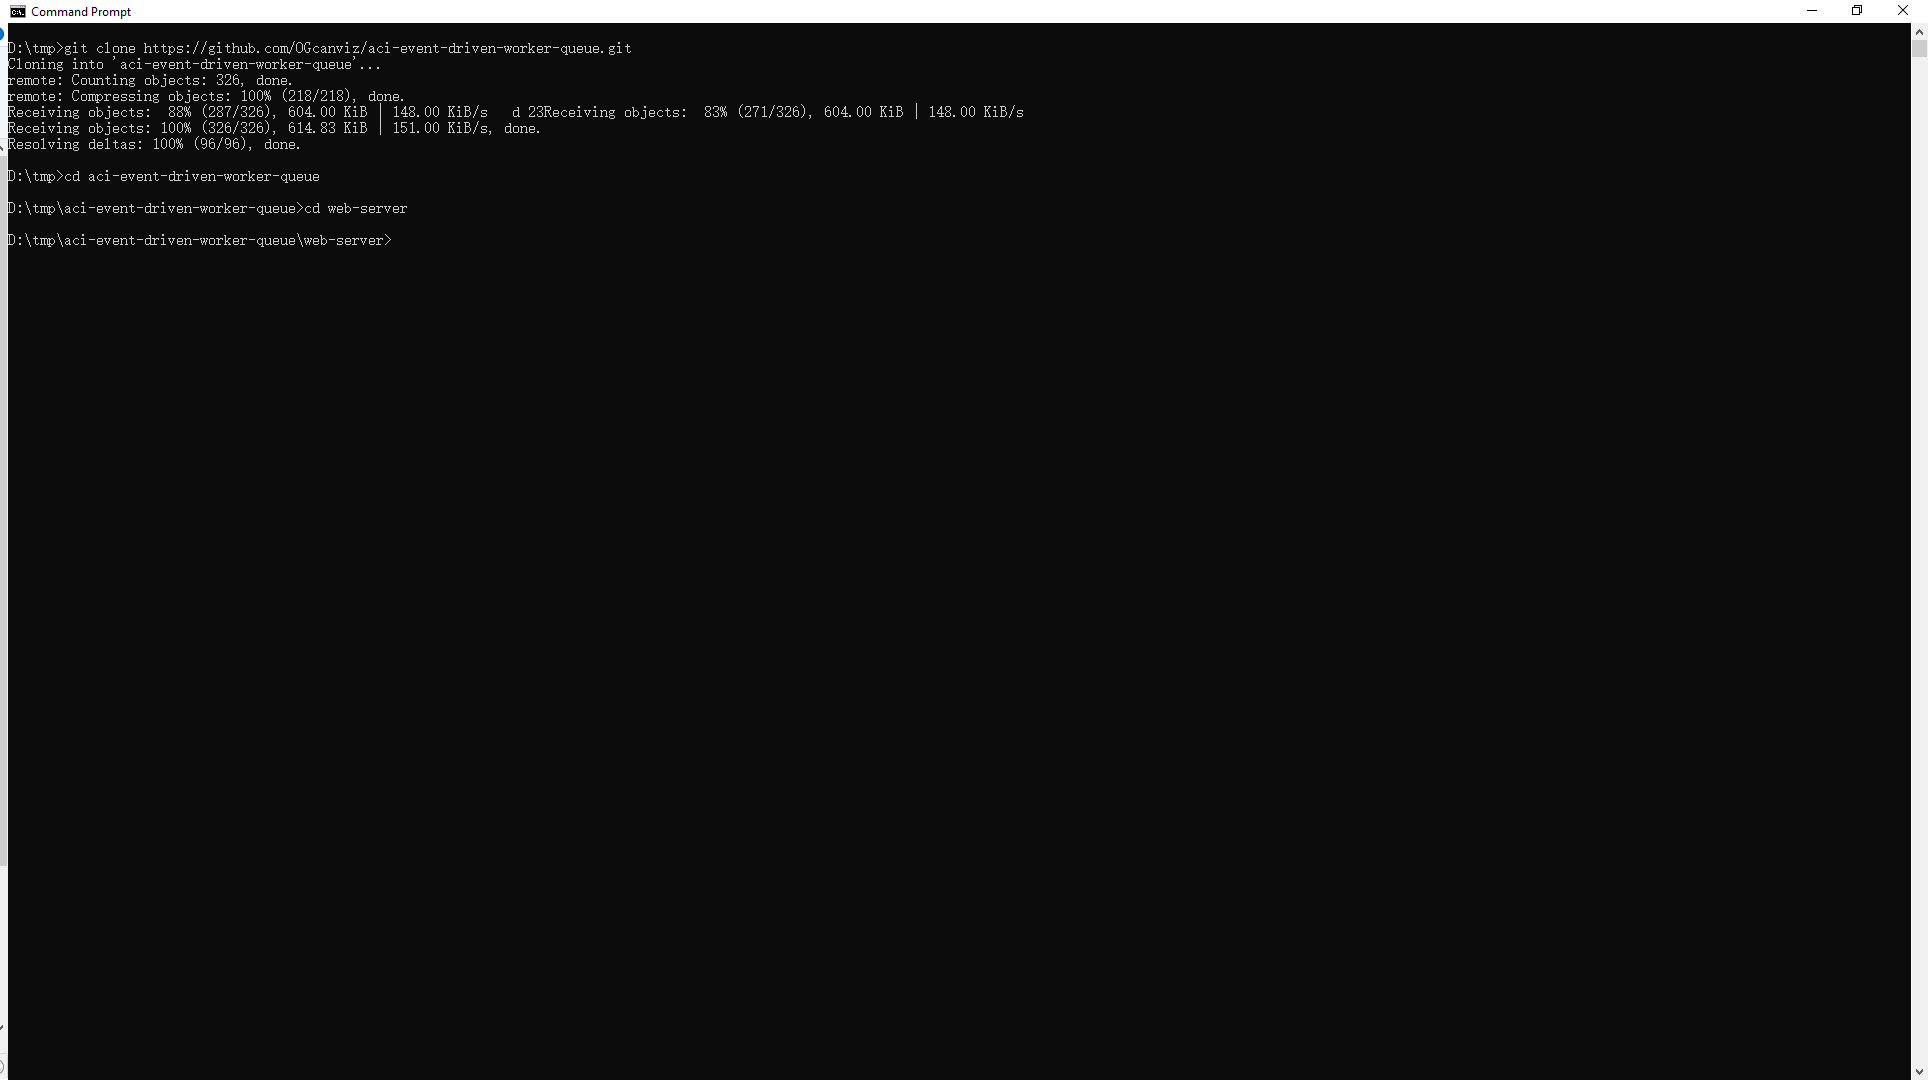 Command Prompt
D:\tmp>git clone https://github.com/OGcanviz/aci-event-driven-worker-queue.git
Cloning into 'aci-event-driven-worker-queue'...
remote: Counting objects: 326, done.
remote: Compressing objects: 100% (218/218), done.
Receiving objects:  88% (287/326), 604.00 KiB | 148.00 KiB/s   d 23Receiving objects:  83% (271/326), 604.00 KiB | 148.00 KiB/s
Receiving objects: 100% (326/326), 614.83 KiB | 151.00 KiB/s, done.
Resolving deltas: 100% (96/96), done.
D:\tmp>cd aci-event-driven-worker-queue
D:\tmp\aci-event-driven-worker-queue>cd web-server
D:\tmp\aci-event-driven-worker-queue\web-server>